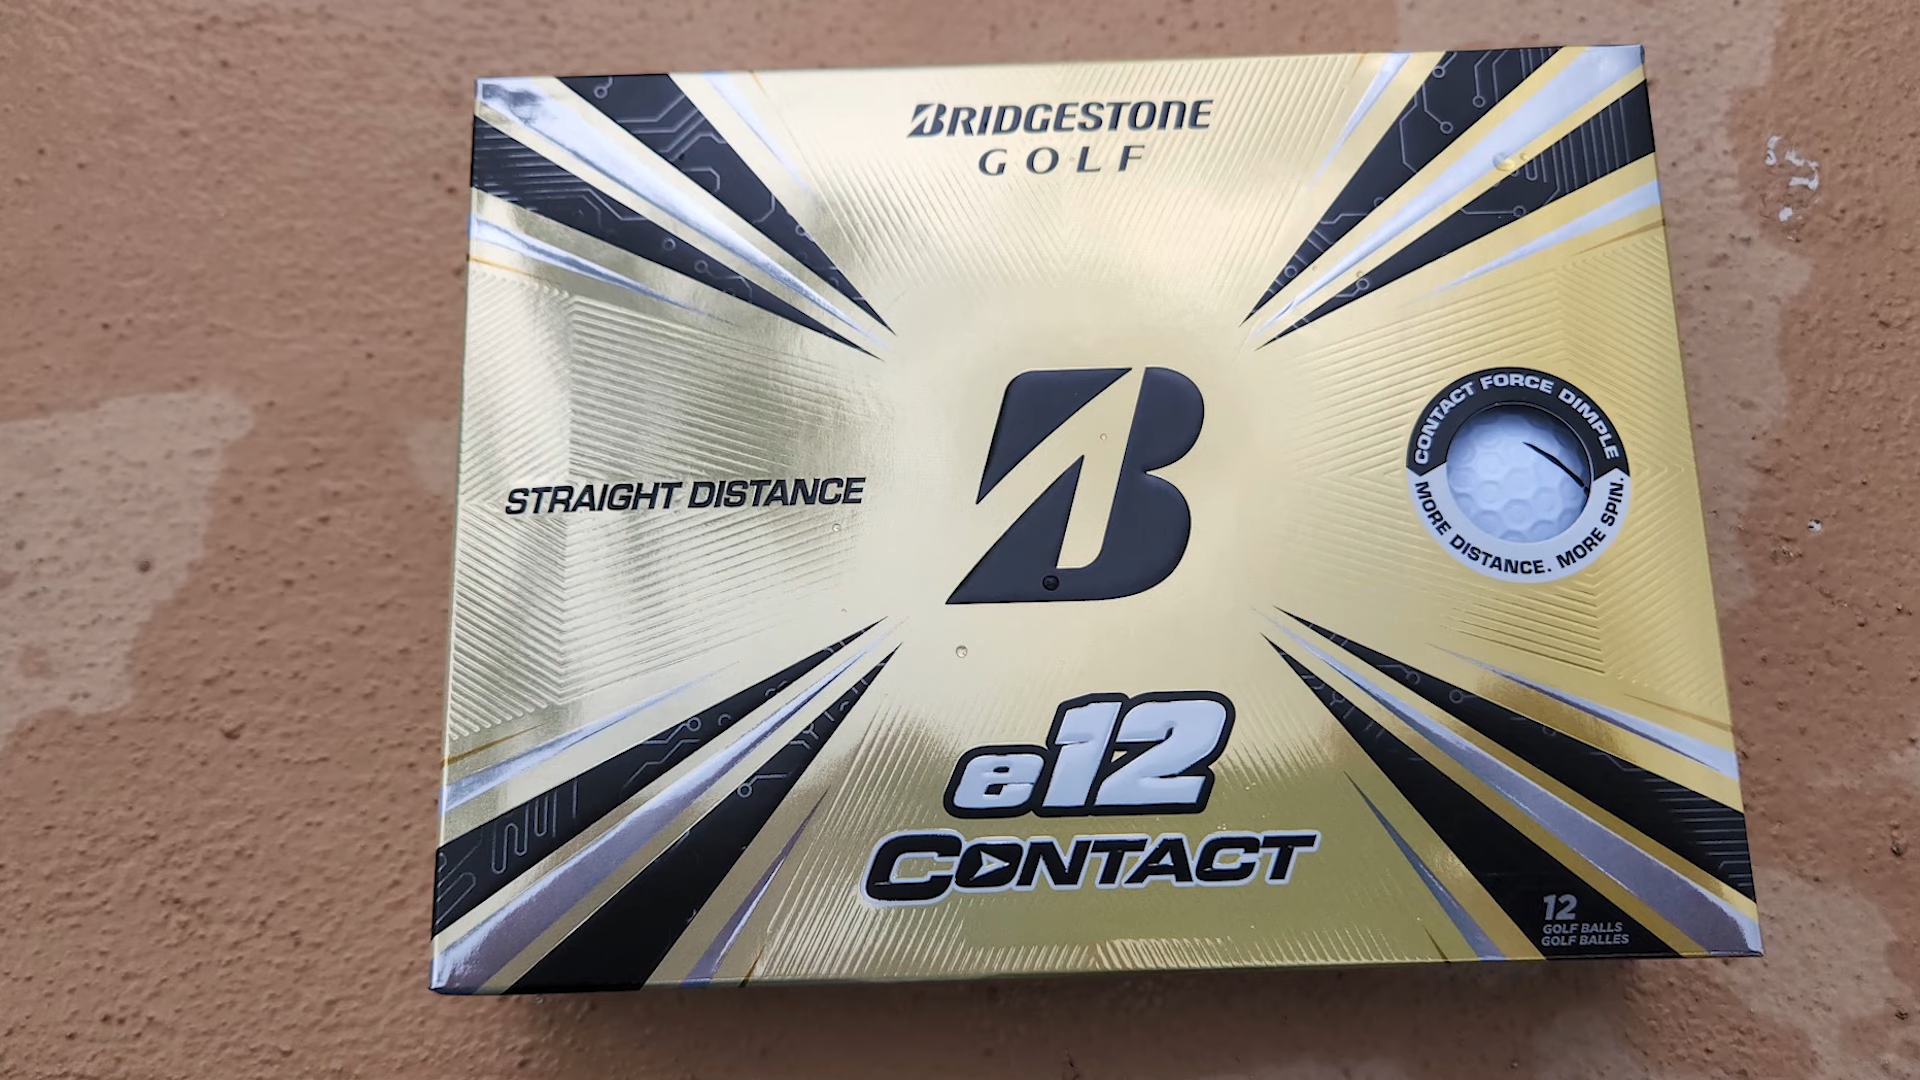 BRIDGESTONE
GOLF
STRAIGHT DISTANCE
B
CONTACT FORCE DIMPLE
MORE DISTANCE. MORE SPIN.
e12
CONTACT
12
GOLF BALLS
GOLF BALLES